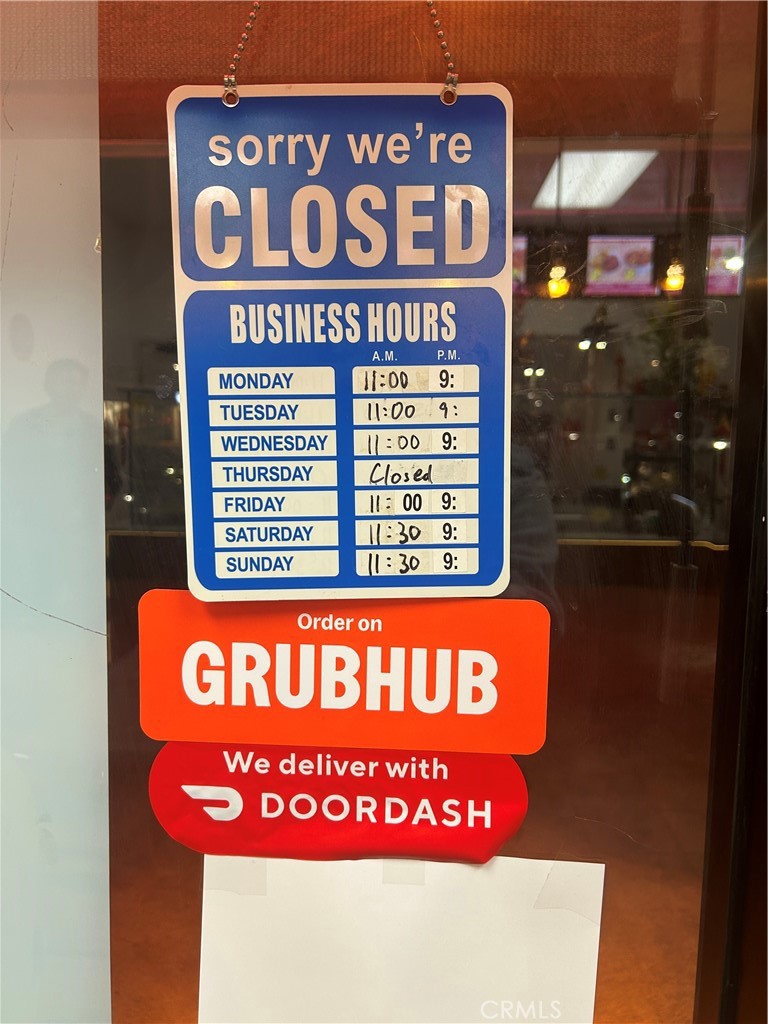 sorry we're
CLOSED
BUSINESS HOURS
A.M. P.M.
MONDAY 11:00 9:
TUESDAY 11:00 9:
WEDNESDAY 11:00 9:
THURSDAY Closed
FRIDAY 11:00 9:
SATURDAY 11:30 9:
SUNDAY 11:30 9:
Order on
GRUBHUB
We deliver with
DOORDASH
CRMLS